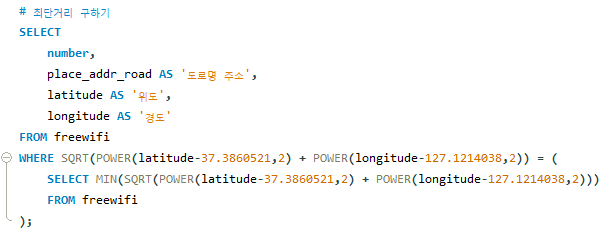 # 최단거리 구하기
SELECT
number,
place_addr_road AS '도르명 주소',
latitude AS '위도',
longitude AS '경도'
FROM freewifi
WHERE SQRT(POWER(latitude-37.3860521,2) + POWER(longitude-127.1214038,2)) = (
SELECT MIN(SQRT(POWER(latitude-37.3860521,2) + POWER(longitude-127.1214038,2)))
FROM freewifi
);